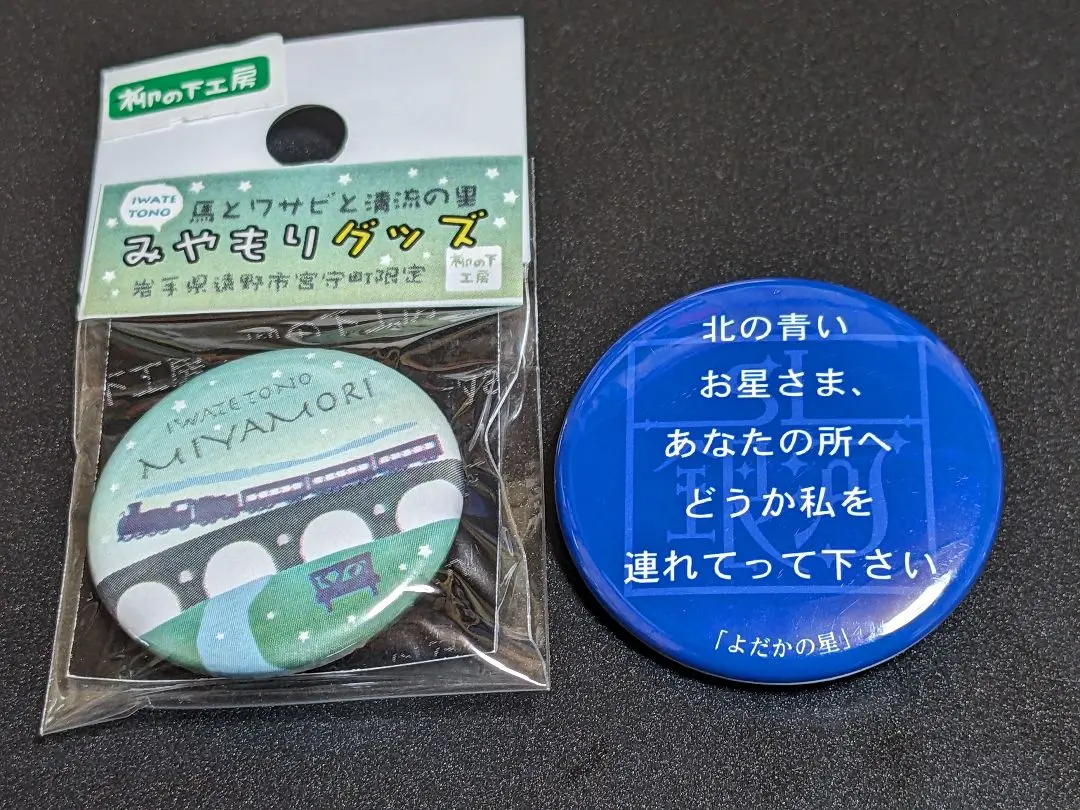 柳の下工房
IWATE
TONO
馬とワサビと清流の里
みやもりグッズ
岩手県遠野市宮守町限定
柳の下
工房
IWATE TONO
MIYAMORI
北の青い
お星さま、
あなたの所へ
どうか私を
連れてって下さい
「よだかの星」